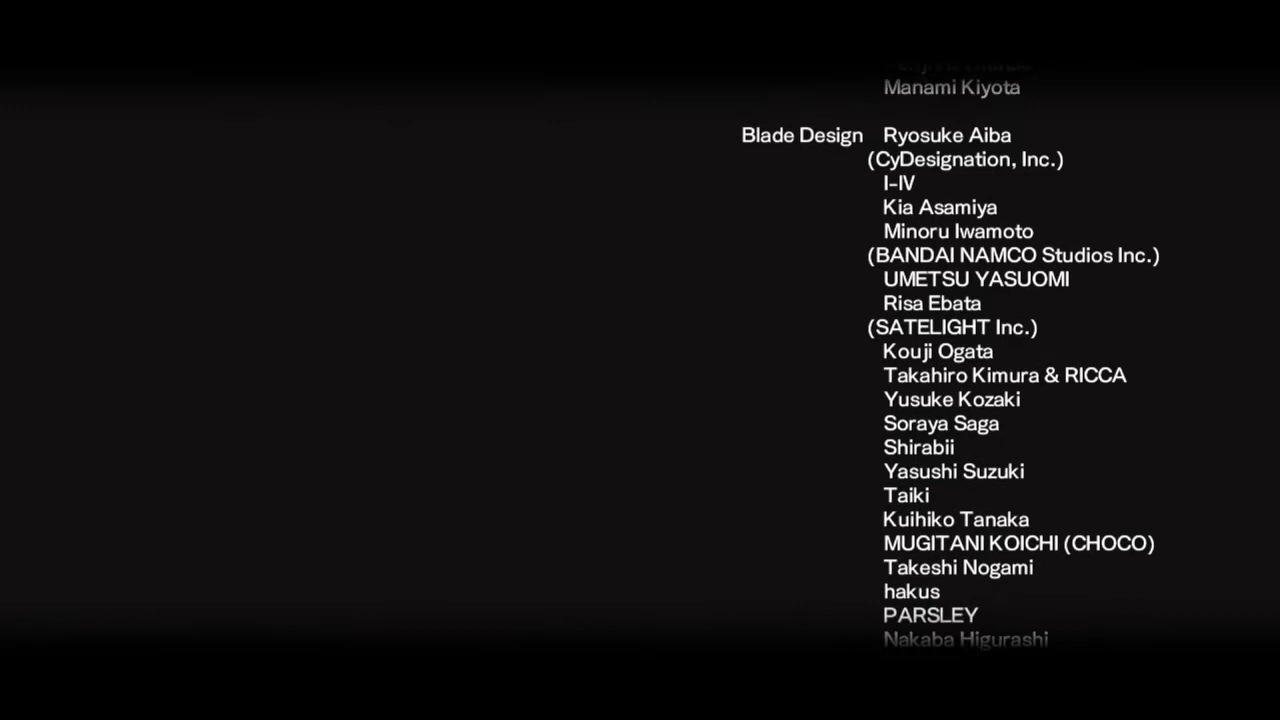 Manami Kiyota
Blade Design Ryosuke Aiba
(CyDesignation, Inc.)
I-IV
Kia Asamiya
Minoru Iwamoto
(BANDAI NAMCO Studios Inc.)
UMETSU YASUOMI
Risa Ebata
(SATELIGHT Inc.)
Kouji Ogata
Takahiro Kimura & RICCA
Yusuke Kozaki
Soraya Saga
Shirabii
Yasushi Suzuki
Taiki
Kuihiko Tanaka
MUGITANI KOICHI (CHOCO)
Takeshi Nogami
hakus
PARSLEY
Nakaba Higurashi